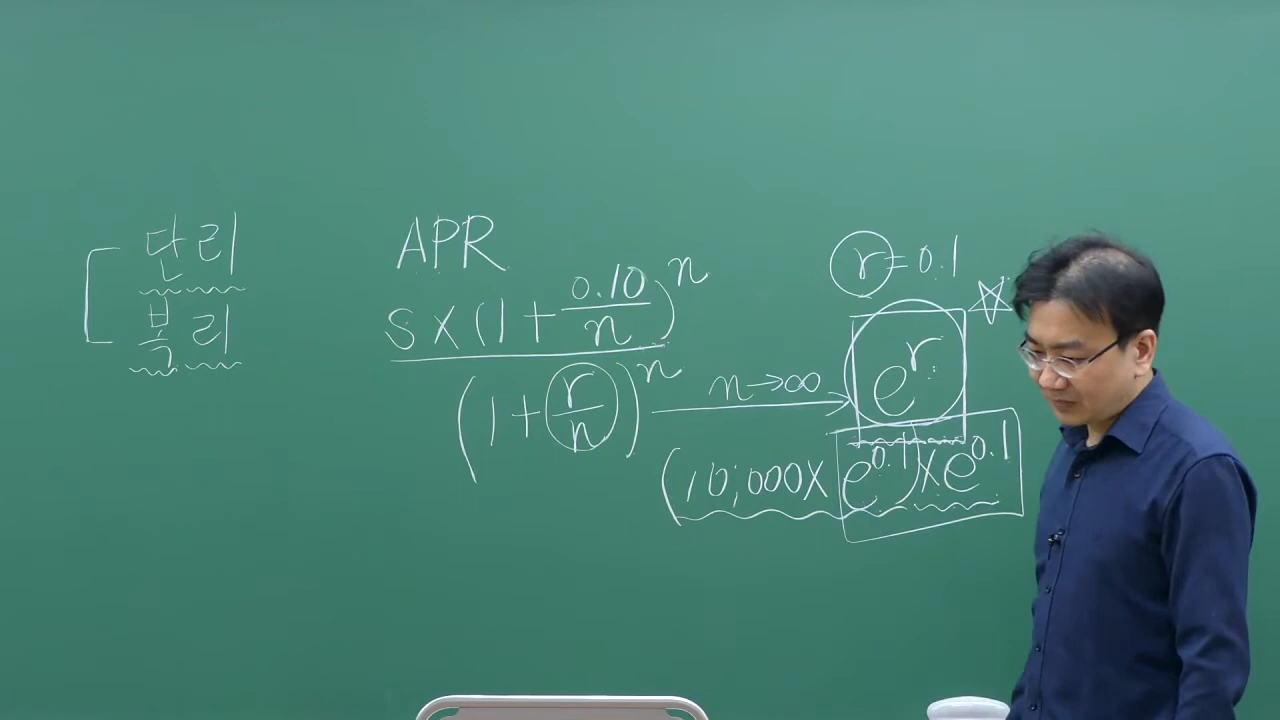 단리
복리
APR
S×(1+0.10/n)^n
(1+r/n)^n n→∞ e^r
r=0.1 ☆
(10,000×e^0.1)×e^0.1